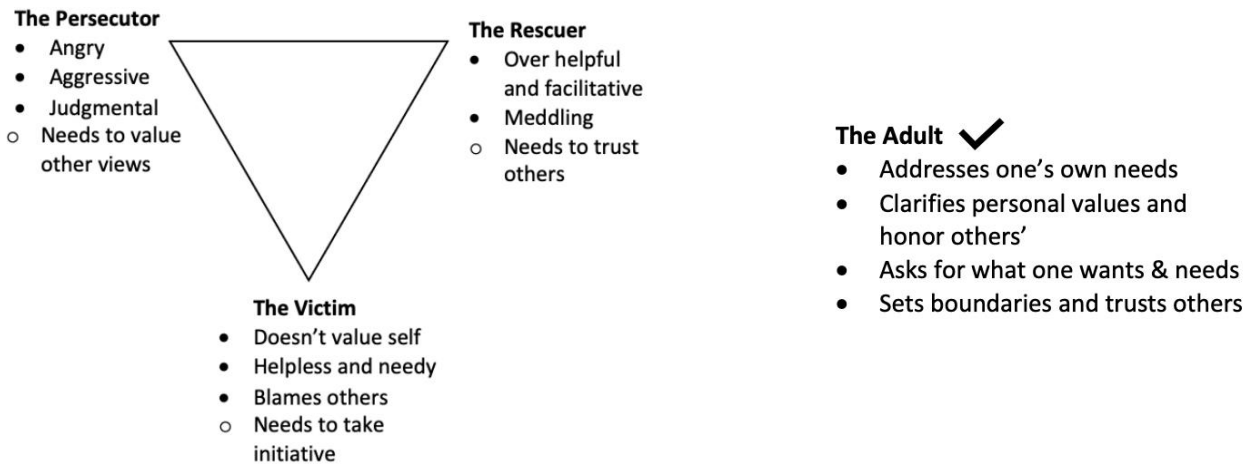 The Persecutor
• Angry
• Aggressive
• Judgmental
○ Needs to value
other views
The Rescuer
• Over helpful
and facilitative
• Meddling
○ Needs to trust
others
The Victim
• Doesn't value self
• Helpless and needy
• Blames others
○ Needs to take
initiative
The Adult ✓
• Addresses one's own needs
• Clarifies personal values and
honor others'
• Asks for what one wants & needs
• Sets boundaries and trusts others